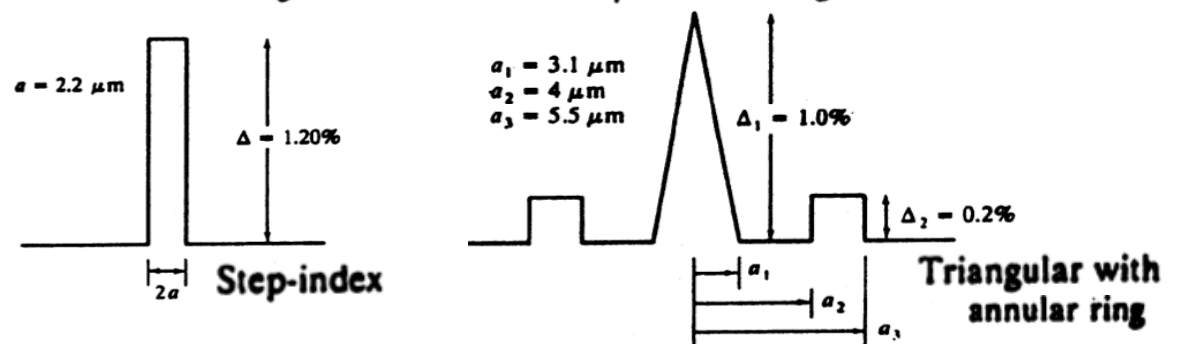 a = 2.2 μm
Δ = 1.20%
2a
Step-index
a₁ = 3.1 μm
a₂ = 4 μm
a₃ = 5.5 μm
Δ₁ = 1.0%
Δ₂ = 0.2%
a₁
a₂
a₃
Triangular with
annular ring